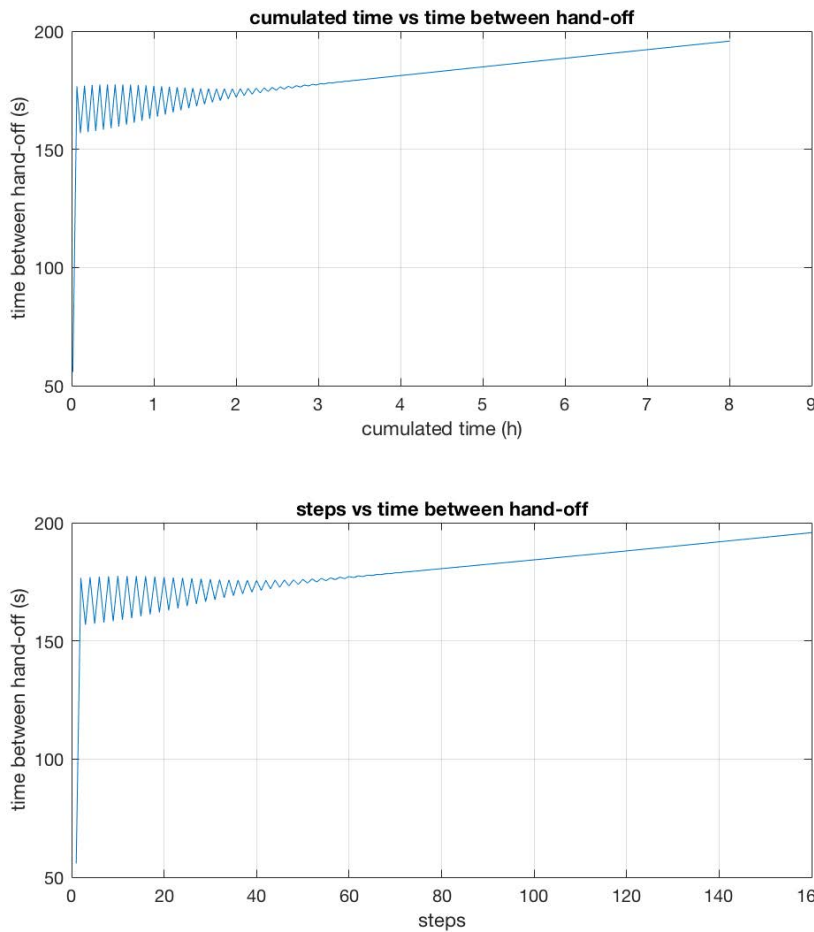 cumulated time vs time between hand-off
200
150
100
50
time between hand-off (s)
0 1 2 3 4 5 6 7 8 9
cumulated time (h)
steps vs time between hand-off
200
150
100
50
time between hand-off (s)
0 20 40 60 80 100 120 140 16
steps